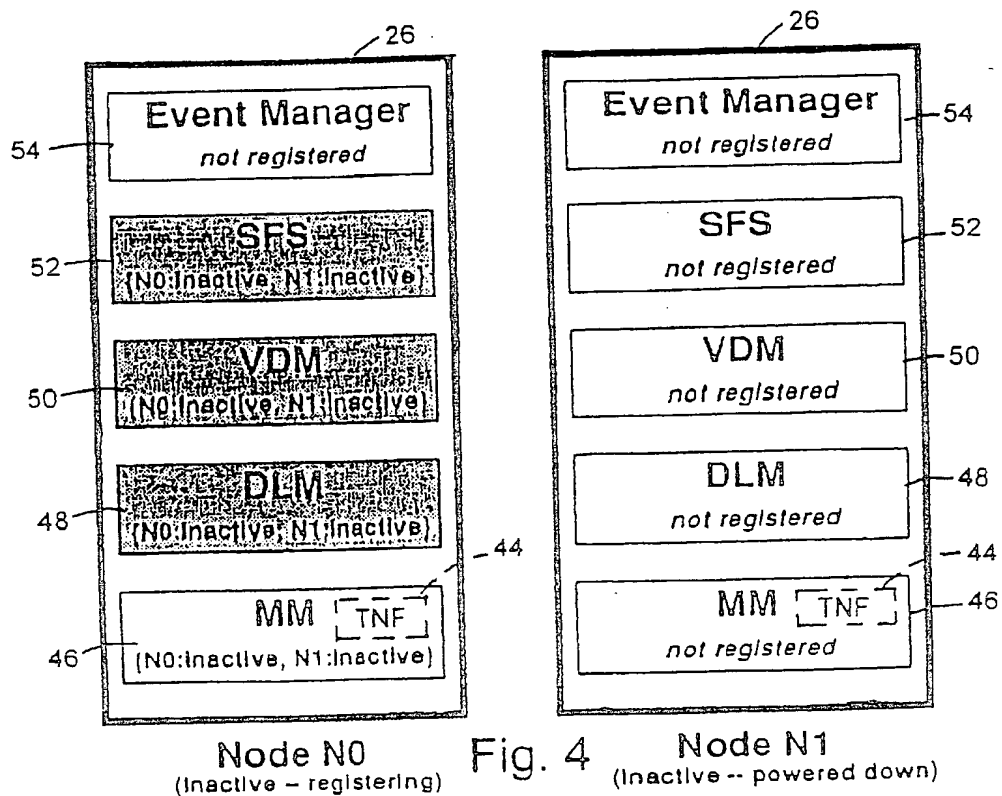 26
Event Manager
not registered
54
SFS
{N0:Inactive, N1:Inactive}
52
VDM
{N0:Inactive, N1:Inactive}
50
DLM
{N0:Inactive, N1:Inactive}
48
44
MM
TNF
{N0:Inactive, N1:Inactive}
46
Node N0
(Inactive – registering)
Fig. 4
26
Event Manager
not registered
54
SFS
not registered
52
VDM
not registered
50
DLM
not registered
48
44
MM
TNF
not registered
46
Node N1
(Inactive -- powered down)